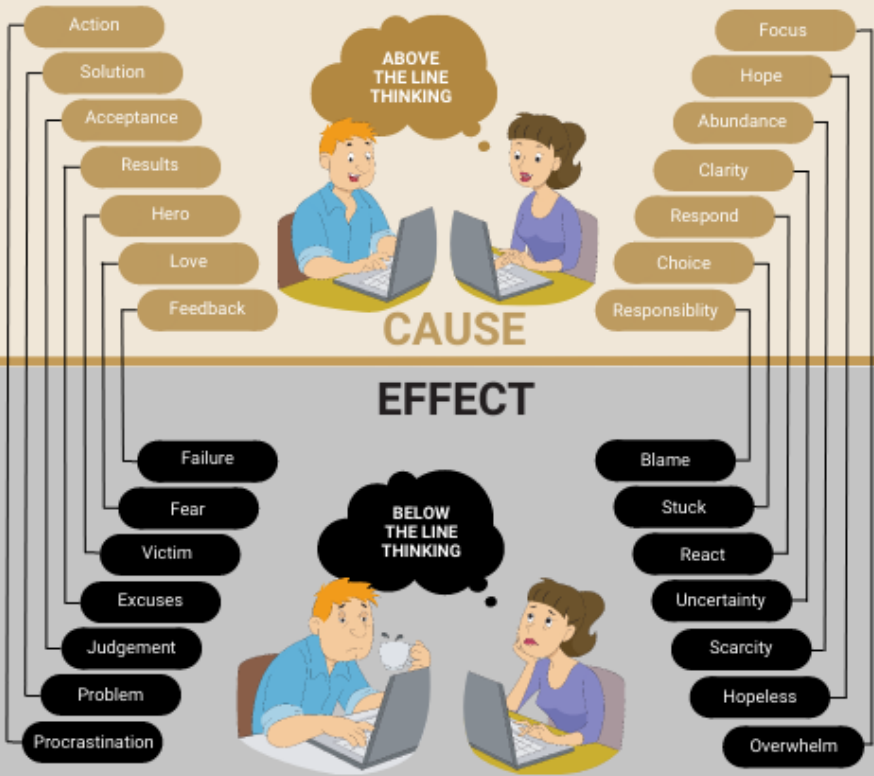 Action
Solution
Acceptance
Results
Hero
Love
Feedback
ABOVE
THE LINE
THINKING
Focus
Hope
Abundance
Clarity
Respond
Choice
Responsiblity
CAUSE
EFFECT
Failure
Fear
Victim
Excuses
Judgement
Problem
Procrastination
BELOW
THE LINE
THINKING
Blame
Stuck
React
Uncertainty
Scarcity
Hopeless
Overwhelm